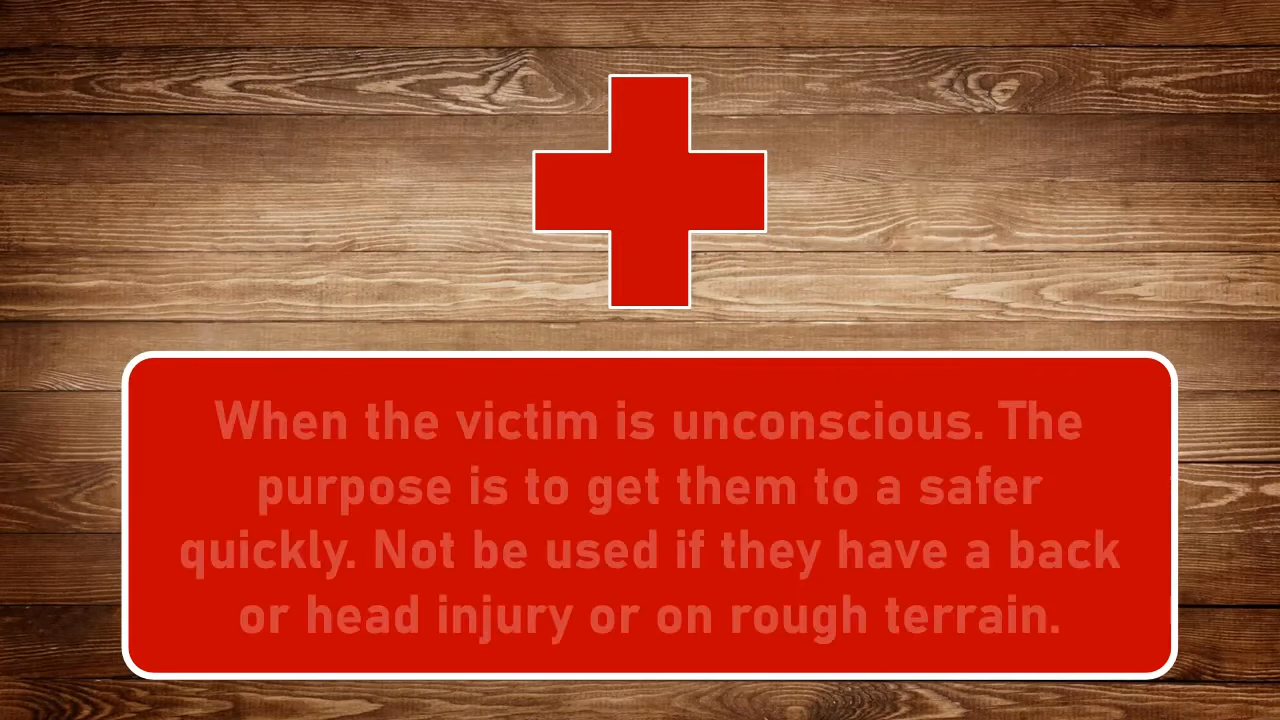 When the victim is unconscious. The
purpose is to get them to a safer
quickly. Not be used if they have a back
or head injury or on rough terrain.